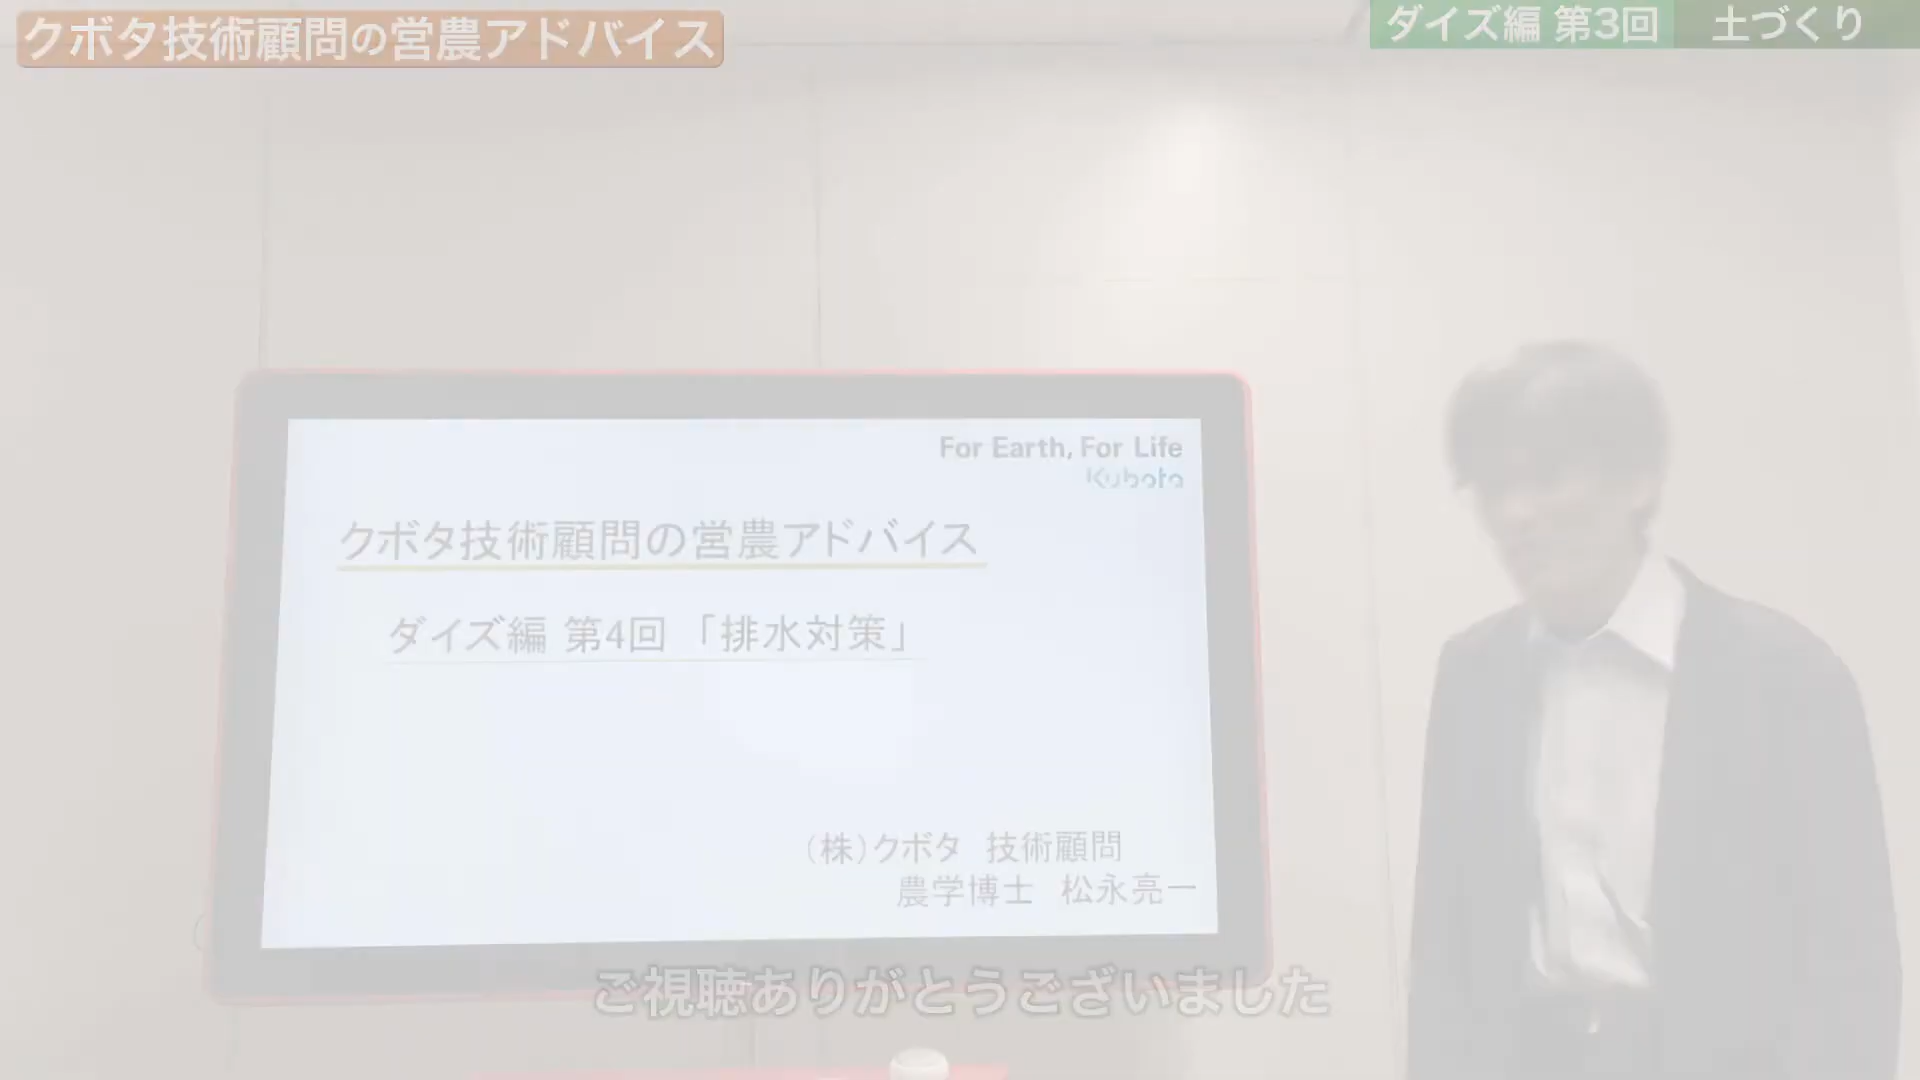 クボタ技術顧問の営農アドバイス
ダイズ編 第3回 土づくり
For Earth, For Life
Kubota
クボタ技術顧問の営農アドバイス
ダイズ編 第4回 「排水対策」
（株）クボタ 技術顧問
農学博士 松永亮一
ご視聴ありがとうございました